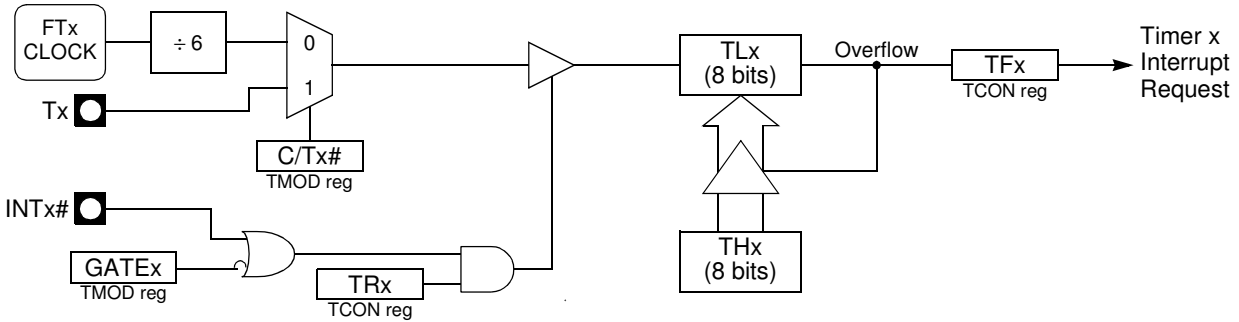 FTx
CLOCK
÷ 6
0
1
Tx
C/Tx#
TMOD reg
INTx#
GATEx
TMOD reg
TRx
TCON reg
TLx
(8 bits)
THx
(8 bits)
Overflow
TFx
TCON reg
Timer x
Interrupt
Request